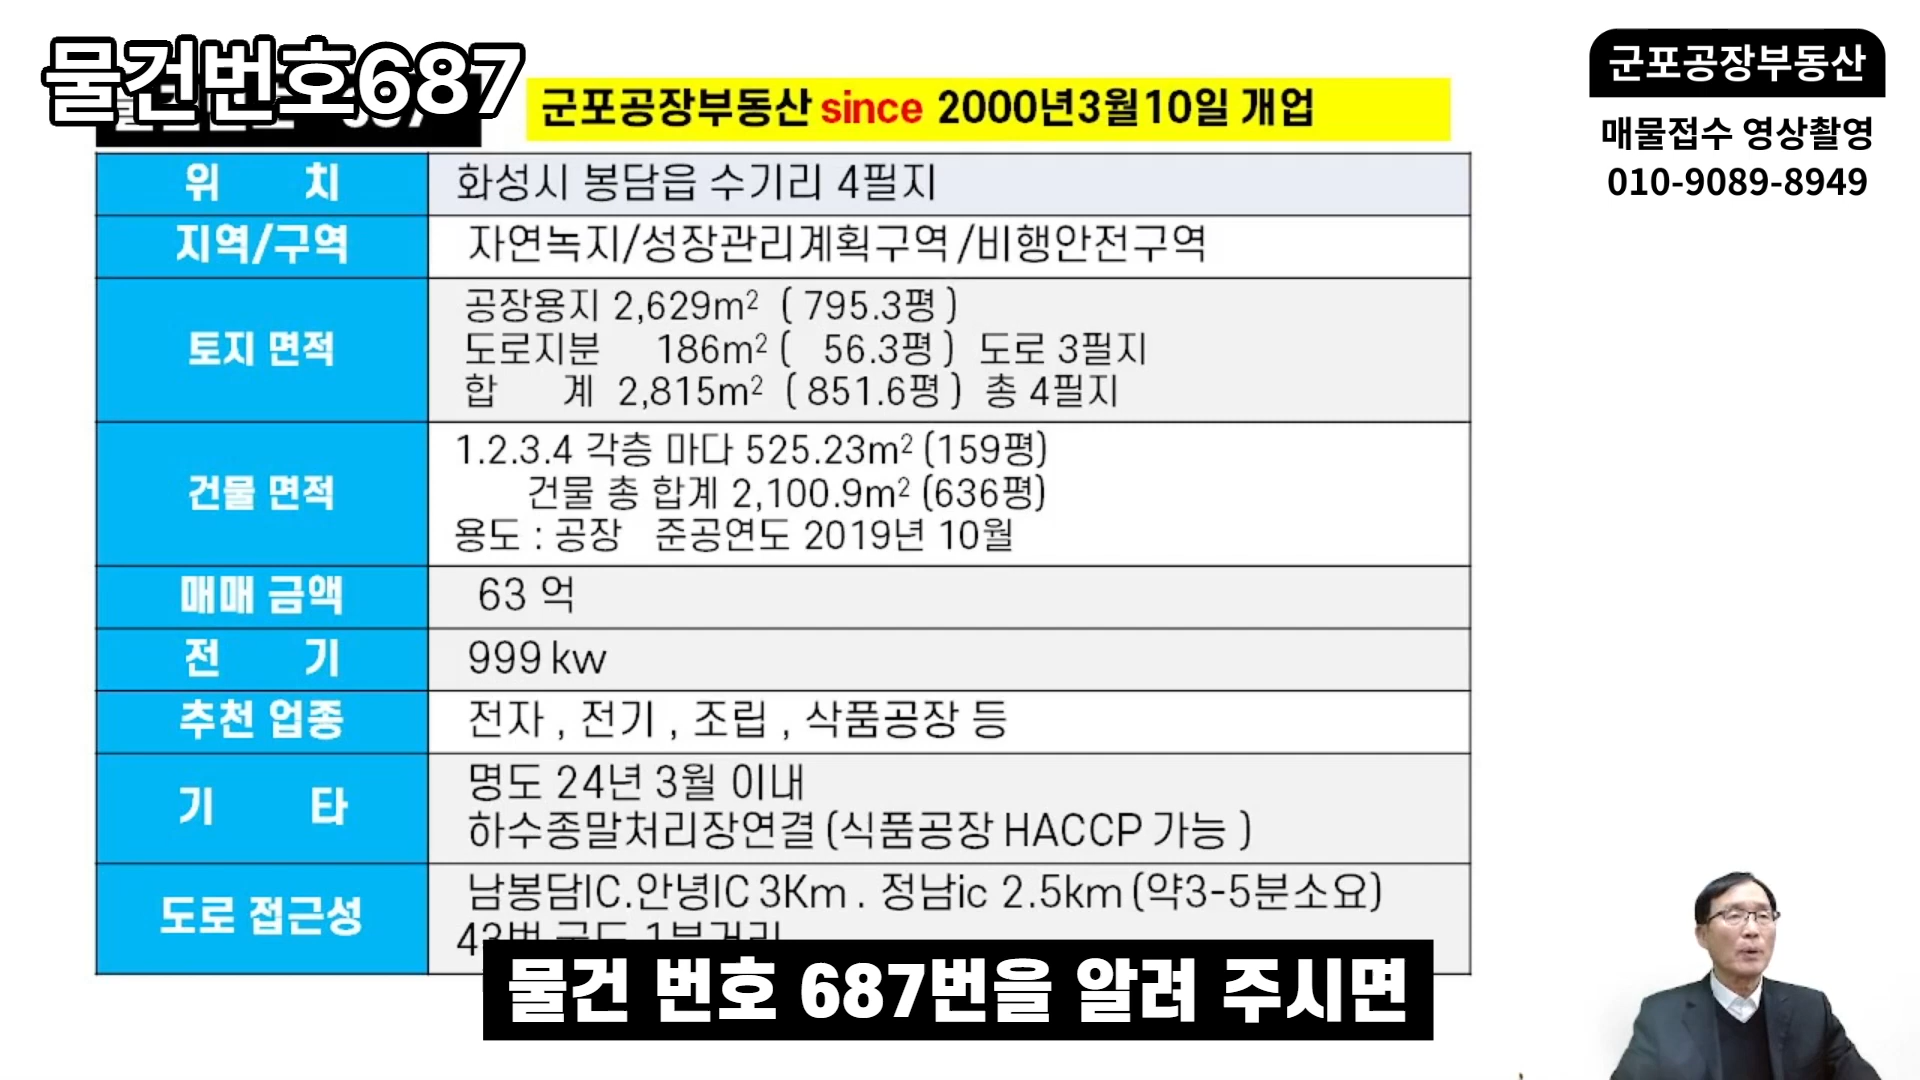 물건번호687
군포공장부동산 since 2000년3월10일 개업
군포공장부동산
매물접수 영상촬영
010-9089-8949
위 치 화성시 봉담읍 수기리 4필지
지역/구역 자연녹지/성장관리계획구역/비행안전구역
토지 면적
공장용지 2,629m² ( 795.3평 )
도로지분 186m² ( 56.3평 ) 도로 3필지
합 계 2,815m² ( 851.6평 ) 총 4필지
건물 면적
1.2.3.4 각층 마다 525.23m² (159평)
건물 총 합계 2,100.9m² (636평)
용도 : 공장 준공연도 2019년 10월
매매 금액 63 억
전 기 999 kw
추천 업종 전자 , 전기 , 조립 , 삭품공장 등
기 타
명도 24년 3월 이내
하수종말처리장연결 (식품공장 HACCP 가능 )
도로 접근성
남봉담IC.안녕IC 3Km . 정남ic 2.5km (약3-5분소요)
43번 국도 1분거리
물건 번호 687번을 알려 주시면